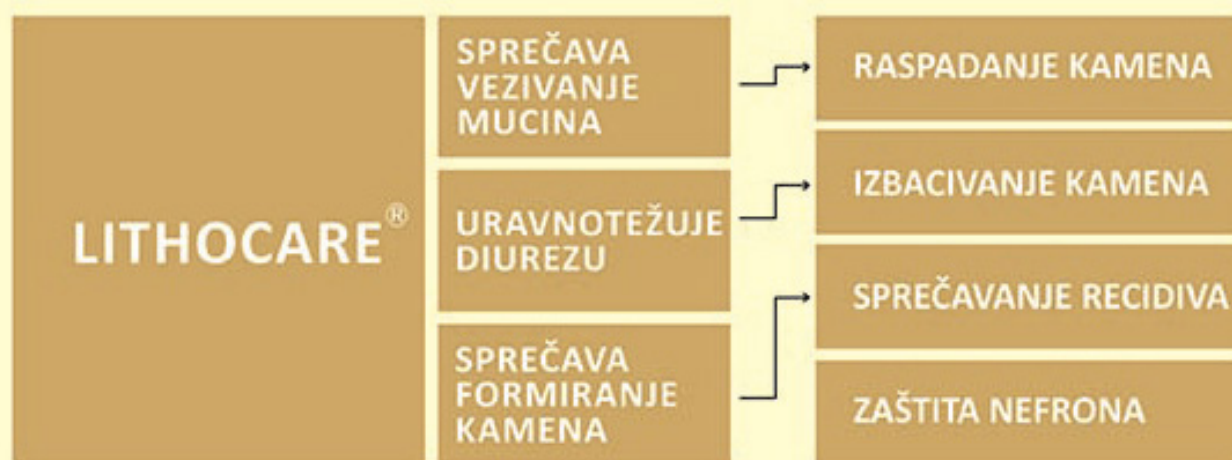 LITHOCARE®
SPREČAVA
VEZIVANJE
MUCINA
URAVNOTEŽUJE
DIUREZU
SPREČAVA
FORMIRANJE
KAMENA
RASPADANJE KAMENA
IZBACIVANJE KAMENA
SPREČAVANJE RECIDIVA
ZAŠTITA NEFRONA